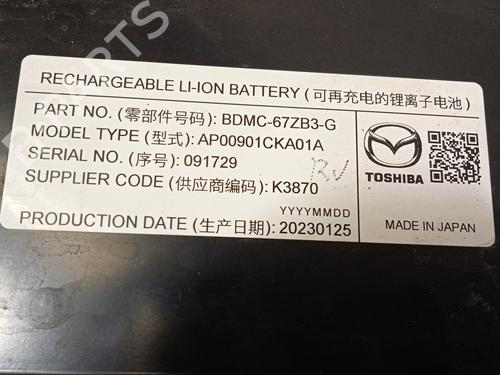 RECHARGEABLE LI-ION BATTERY (可再充电的锂离子电池)
PART NO. (零部件号码): BDMC-67ZB3-G
MODEL TYPE (型式): AP00901CKA01A
SERIAL NO. (序号): 091729
SUPPLIER CODE (供应商编码): K3870
YYYYMMDD
PRODUCTION DATE (生产日期) 20230125
TOSHIBA
MADE IN JAPAN